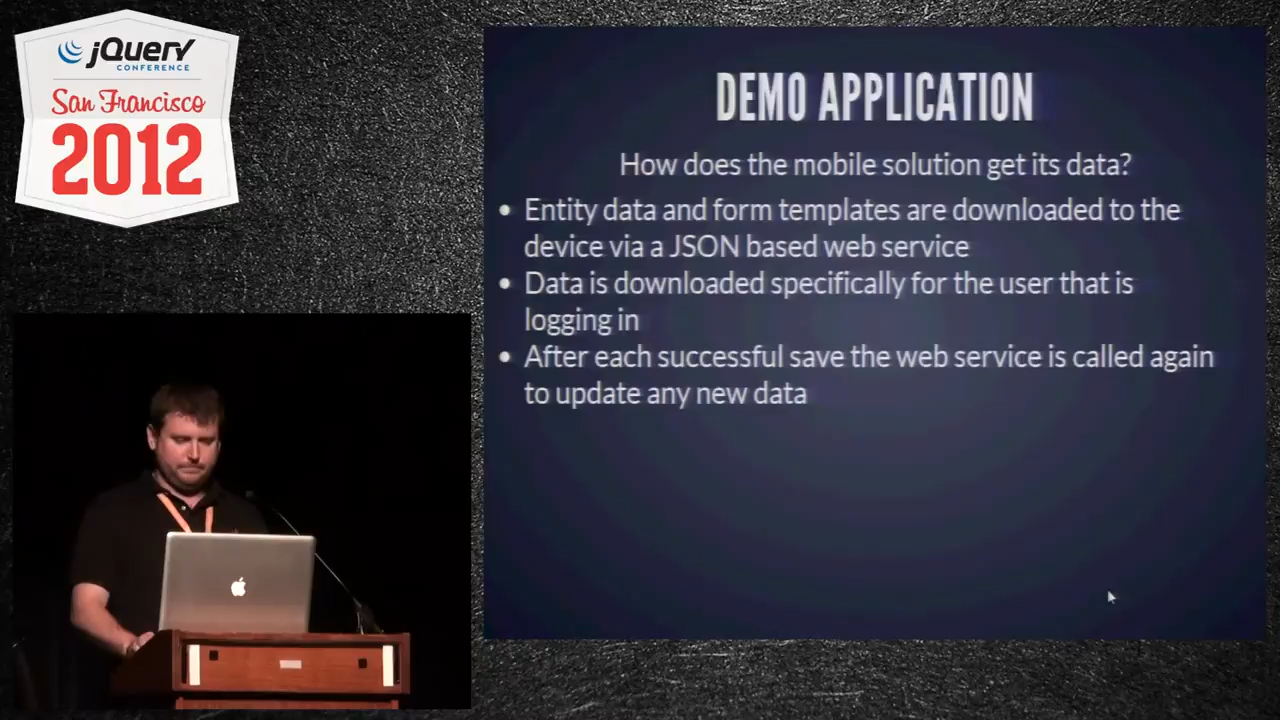 jQuery
CONFERENCE
San Francisco
2012
DEMO APPLICATION
How does the mobile solution get its data?
• Entity data and form templates are downloaded to the
device via a JSON based web service
• Data is downloaded specifically for the user that is
logging in
• After each successful save the web service is called again
to update any new data